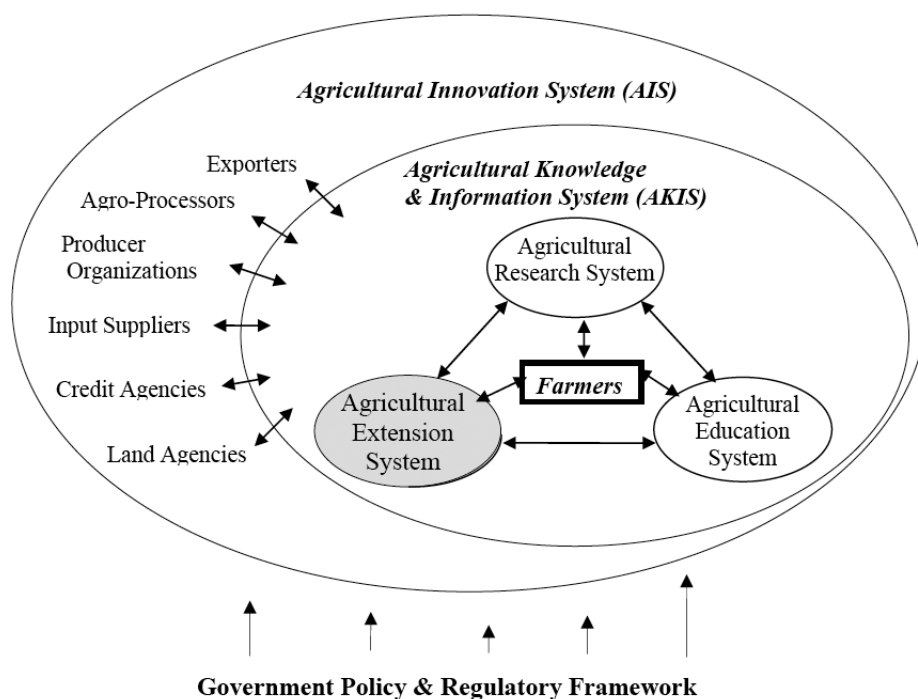 Agricultural Innovation System (AIS)
Exporters
Agricultural Knowledge
& Information System (AKIS)
Agro-Processors
Producer
Organizations
Input Suppliers
Credit Agencies
Land Agencies
Agricultural
Research System
Farmers
Agricultural
Extension
System
Agricultural
Education
System
Government Policy & Regulatory Framework